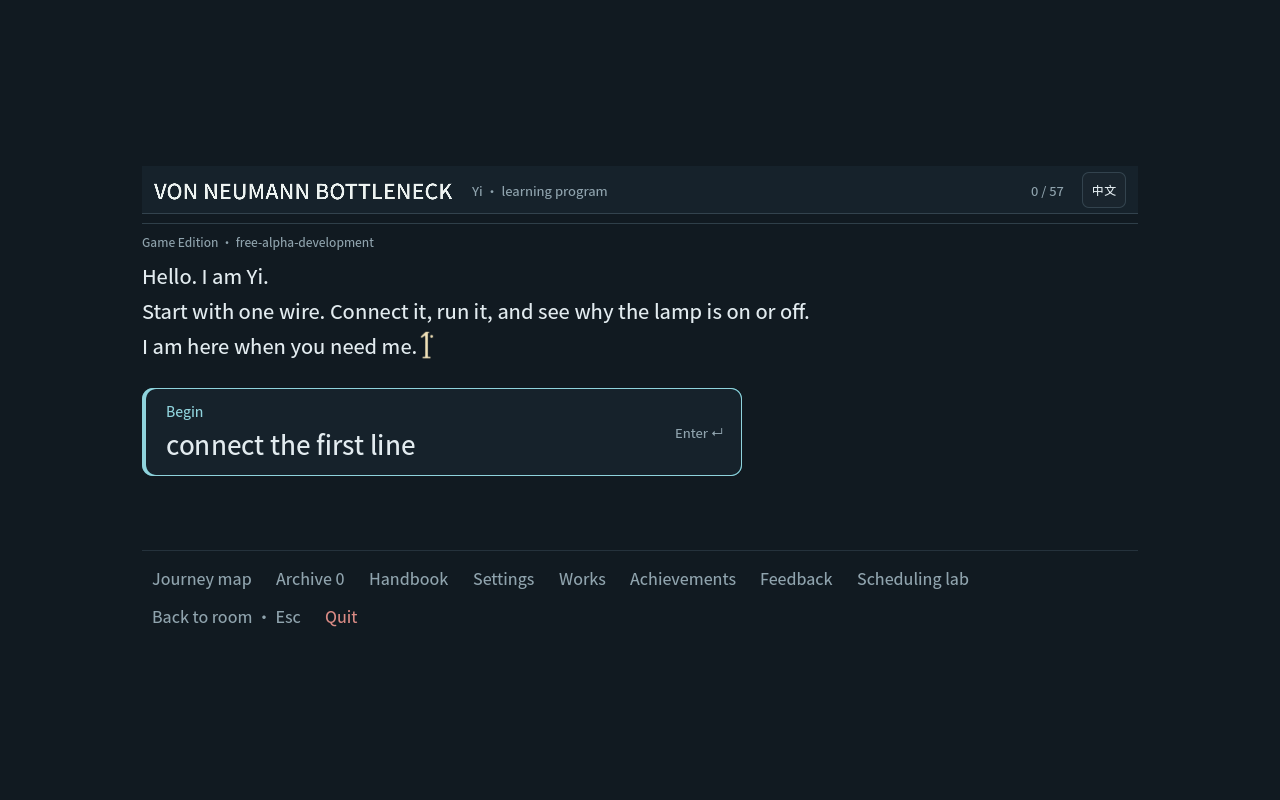 VON NEUMANN BOTTLENECK Yi • learning program 0 / 57 中文
Game Edition • free-alpha-development
Hello. I am Yi.
Start with one wire. Connect it, run it, and see why the lamp is on or off.
I am here when you need me.
Begin
connect the first line
Enter ↵
Journey map Archive 0 Handbook Settings Works Achievements Feedback Scheduling lab
Back to room • Esc Quit